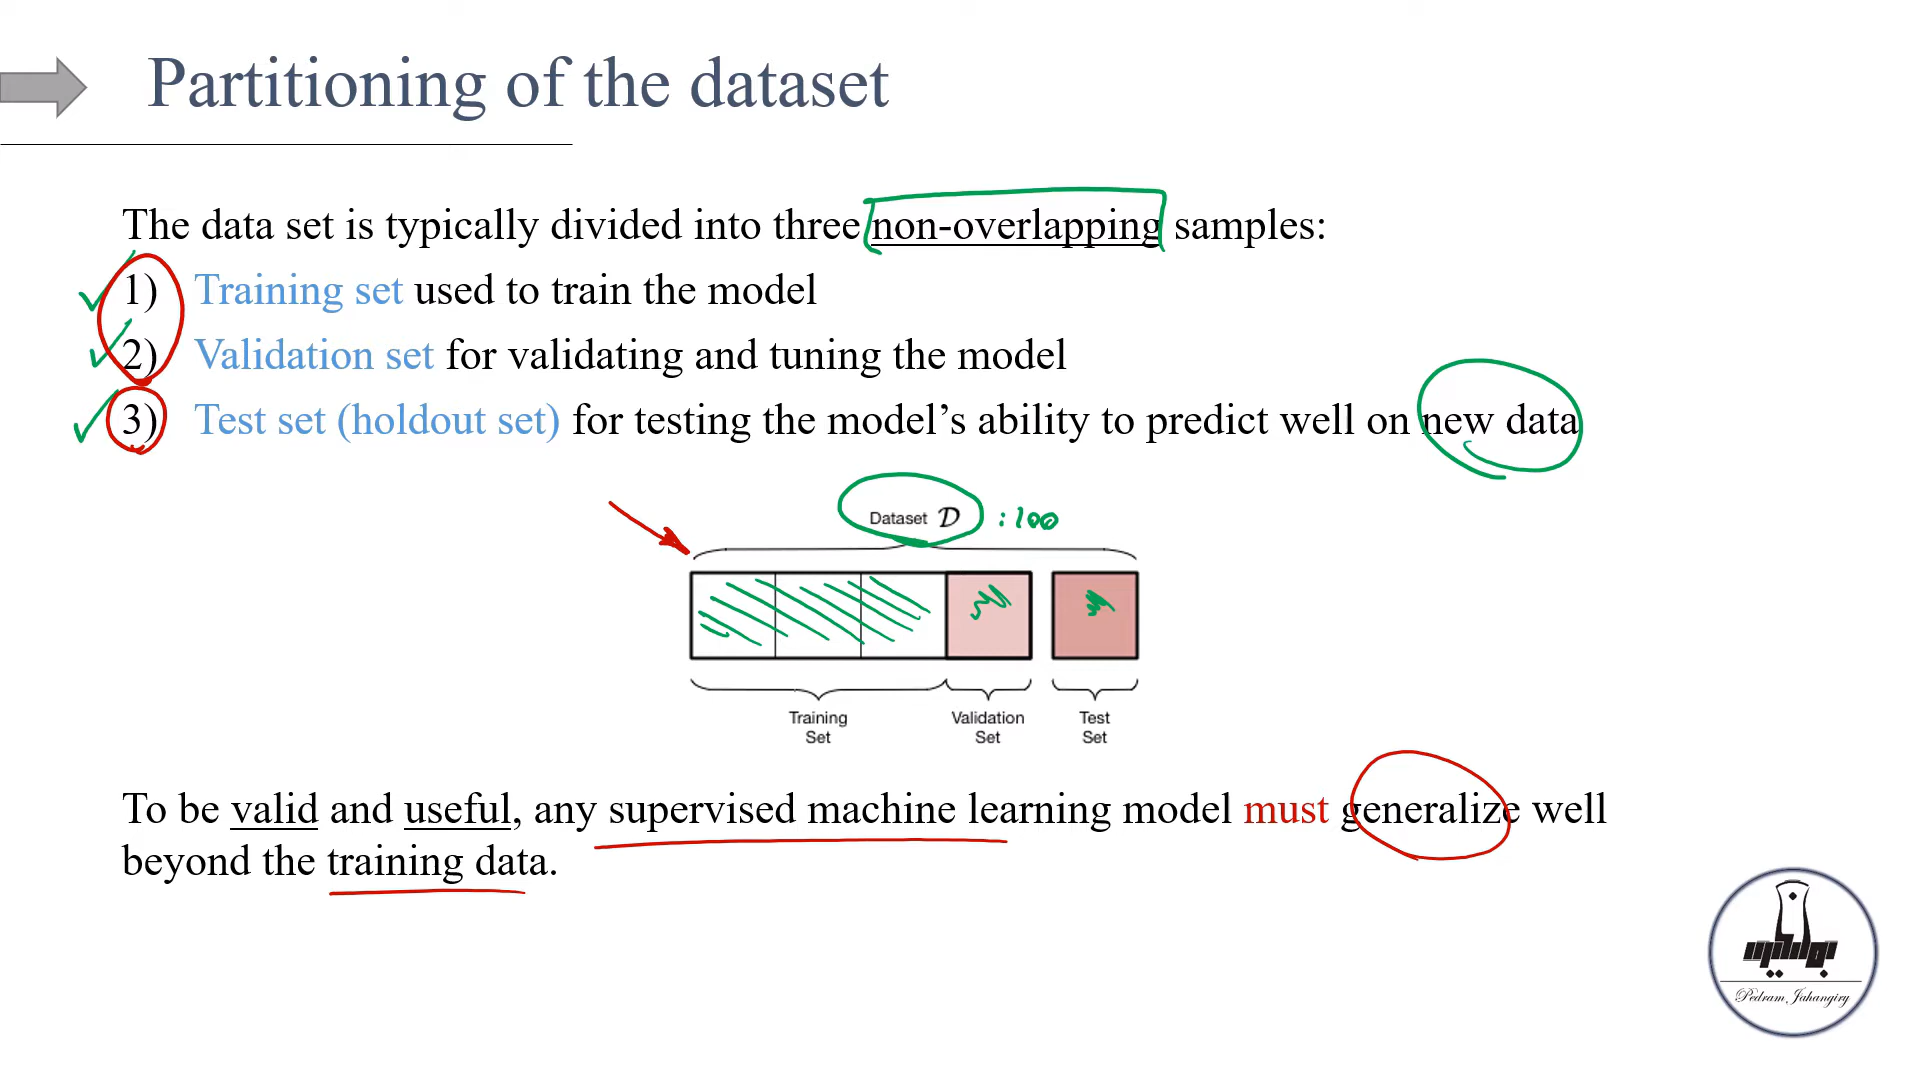 Partitioning of the dataset
The data set is typically divided into three non-overlapping samples:
1) Training set used to train the model
2) Validation set for validating and tuning the model
3) Test set (holdout set) for testing the model’s ability to predict well on new data
Dataset D : 100
Training Set
Validation Set
Test Set
To be valid and useful, any supervised machine learning model must generalize well
beyond the training data.
Pedram Jahangiry